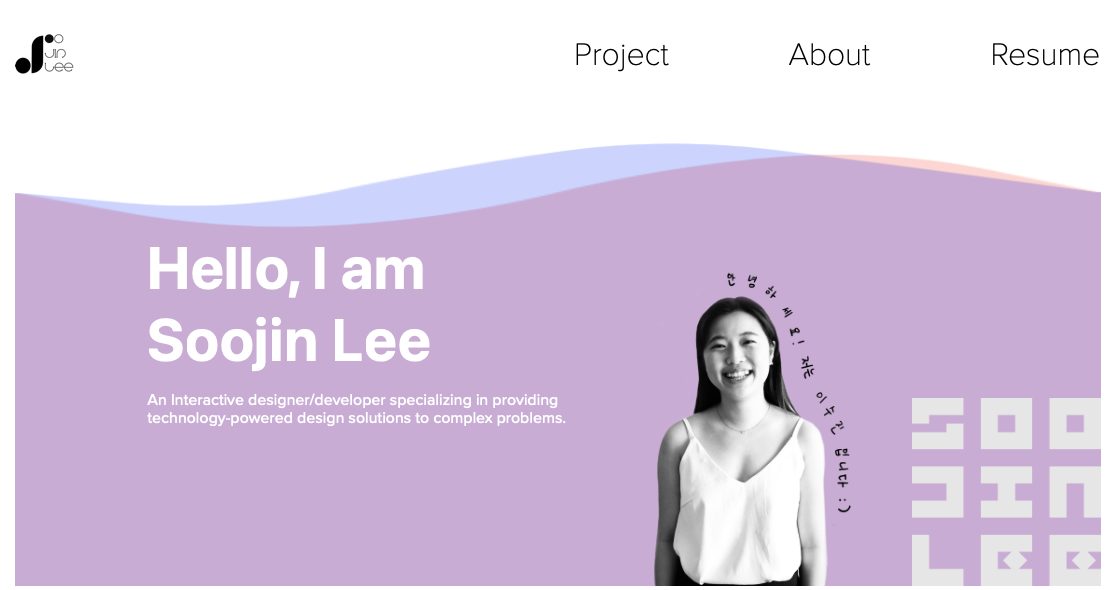 Soo
Jin
Lee
Project
About
Resume
Hello, I am
Soojin Lee
An Interactive designer/developer specializing in providing
technology-powered design solutions to complex problems.
안녕하세요! 저는 이수진 입니다 :)
SOO
JIN
LEE